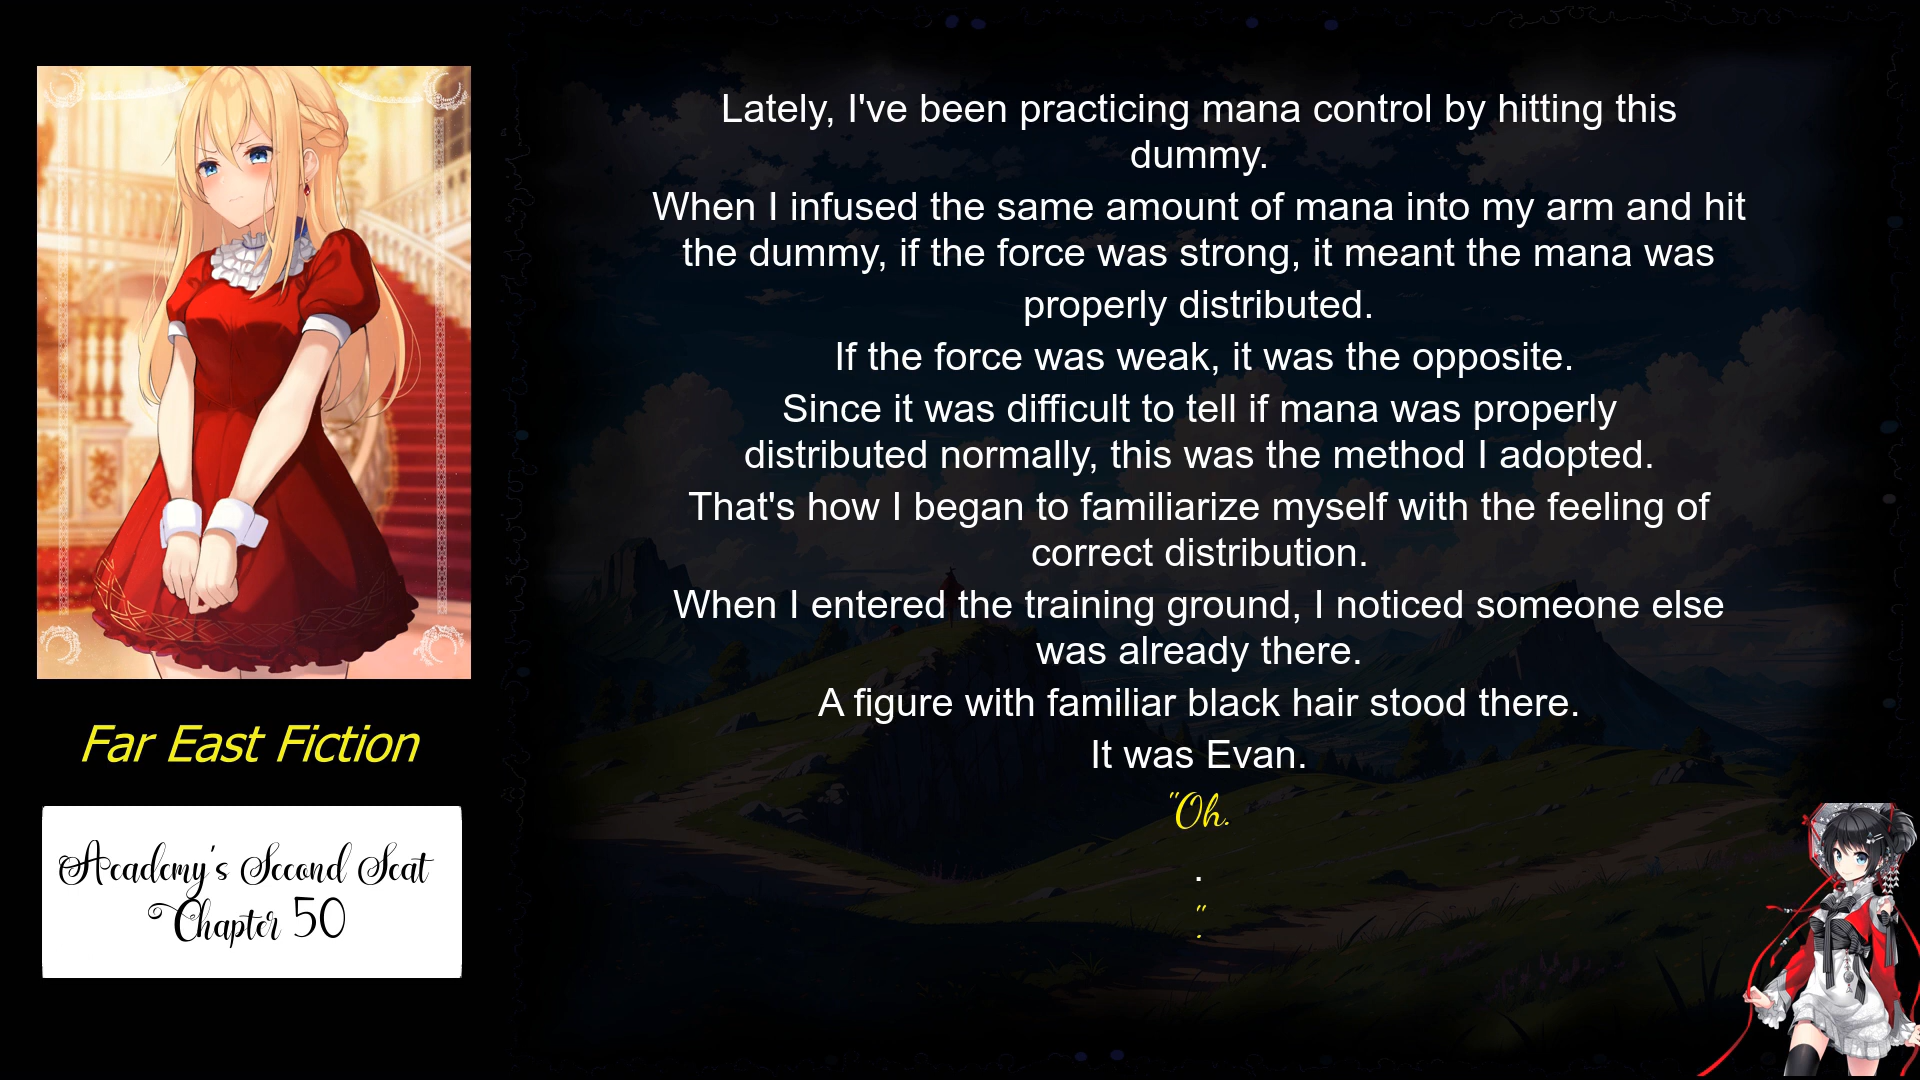 Lately, I've been practicing mana control by hitting this
dummy.
When I infused the same amount of mana into my arm and hit
the dummy, if the force was strong, it meant the mana was
properly distributed.
If the force was weak, it was the opposite.
Since it was difficult to tell if mana was properly
distributed normally, this was the method I adopted.
That's how I began to familiarize myself with the feeling of
correct distribution.
When I entered the training ground, I noticed someone else
was already there.
A figure with familiar black hair stood there.
It was Evan.
"Oh.
.
."
Far East Fiction
Academy's Second Seat
Chapter 50